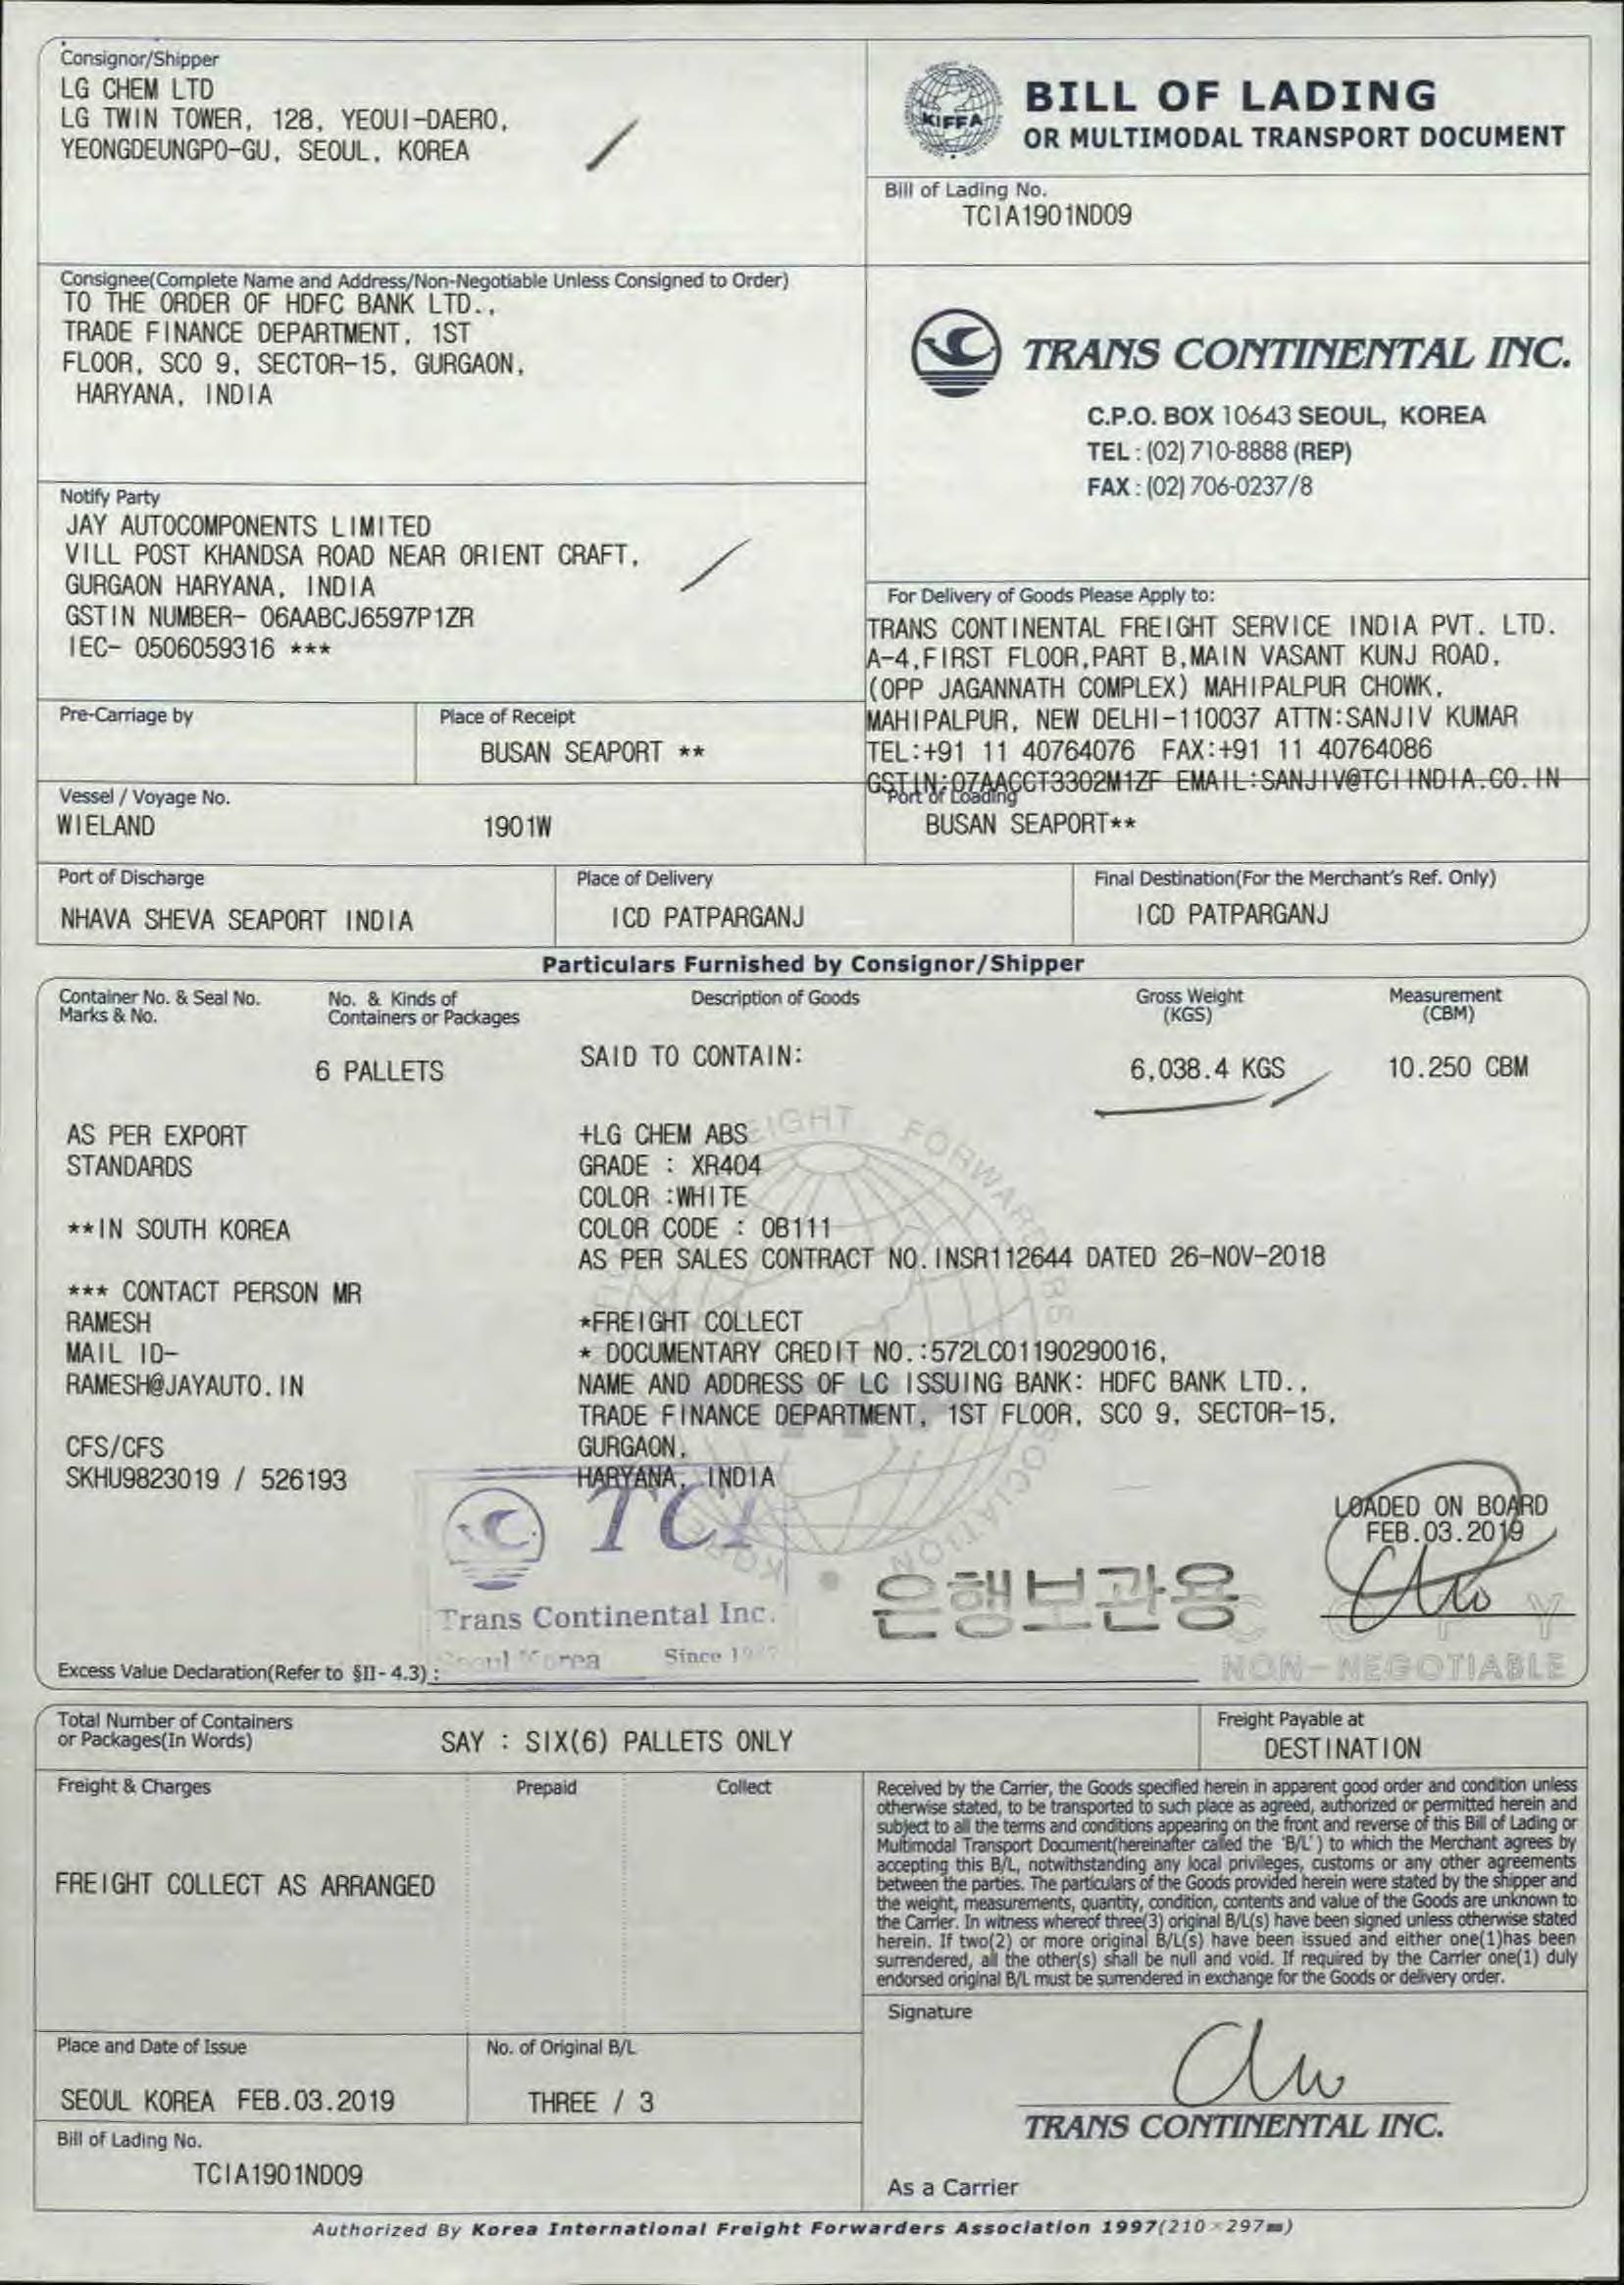 Consignor/Shipper
LG CHEM LTD
LG TWIN TOWER, 128, YEOUI-DAERO,
YEONGDEUNGPO-GU, SEOUL, KOREA
KIFFA
BILL OF LADING
OR MULTIMODAL TRANSPORT DOCUMENT
Bill of Lading No.
TCIA1901ND09
Consignee(Complete Name and Address/Non-Negotiable Unless Consigned to Order)
TO THE ORDER OF HDFC BANK LTD.,
TRADE FINANCE DEPARTMENT, 1ST
FLOOR, SCO 9, SECTOR-15, GURGAON,
HARYANA, INDIA
TRANS CONTINENTAL INC.
C.P.O. BOX 10643 SEOUL, KOREA
TEL : (02) 710-8888 (REP)
FAX : (02) 706-0237/8
Notify Party
JAY AUTOCOMPONENTS LIMITED
VILL POST KHANDSA ROAD NEAR ORIENT CRAFT,
GURGAON HARYANA, INDIA
GSTIN NUMBER- 06AABCJ6597P1ZR
IEC- 0506059316 ***
For Delivery of Goods Please Apply to:
TRANS CONTINENTAL FREIGHT SERVICE INDIA PVT. LTD.
A-4,FIRST FLOOR,PART B,MAIN VASANT KUNJ ROAD,
(OPP JAGANNATH COMPLEX) MAHIPALPUR CHOWK,
MAHIPALPUR, NEW DELHI-110037 ATTN:SANJIV KUMAR
TEL:+91 11 40764076 FAX:+91 11 40764086
GSTIN:07AACCT3302M1ZF EMAIL:SANJIV@TCIINDIA.CO.IN
Pre-Carriage by
Place of Receipt
BUSAN SEAPORT **
Vessel / Voyage No.
WIELAND 1901W
Port of Loading
BUSAN SEAPORT**
Port of Discharge
NHAVA SHEVA SEAPORT INDIA
Place of Delivery
ICD PATPARGANJ
Final Destination(For the Merchant's Ref. Only)
ICD PATPARGANJ
Particulars Furnished by Consignor/Shipper
Container No. & Seal No.
Marks & No.
No. & Kinds of
Containers or Packages
Description of Goods
Gross Weight
(KGS)
Measurement
(CBM)
6 PALLETS
SAID TO CONTAIN:
6,038.4 KGS
10.250 CBM
AS PER EXPORT
STANDARDS
**IN SOUTH KOREA
*** CONTACT PERSON MR
RAMESH
MAIL ID-
RAMESH@JAYAUTO.IN
CFS/CFS
SKHU9823019 / 526193
+LG CHEM ABS
GRADE : XR404
COLOR :WHITE
COLOR CODE : 0B111
AS PER SALES CONTRACT NO.INSR112644 DATED 26-NOV-2018
*FREIGHT COLLECT
* DOCUMENTARY CREDIT NO.:572LC01190290016,
NAME AND ADDRESS OF LC ISSUING BANK: HDFC BANK LTD.,
TRADE FINANCE DEPARTMENT, 1ST FLOOR, SCO 9, SECTOR-15,
GURGAON,
HARYANA, INDIA
TCI
Trans Continental Inc.
Korea Since
은행보관용
LOADED ON BOARD
FEB.03.2019
COPY
NON-NEGOTIABLE
Excess Value Declaration(Refer to §II- 4.3) :
Total Number of Containers
or Packages(In Words)
SAY : SIX(6) PALLETS ONLY
Freight Payable at
DESTINATION
Freight & Charges
Prepaid
Collect
FREIGHT COLLECT AS ARRANGED
Received by the Carrier, the Goods specified herein in apparent good order and condition unless
otherwise stated, to be transported to such place as agreed, authorized or permitted herein and
subject to all the terms and conditions appearing on the front and reverse of this Bill of Lading or
Multimodal Transport Document(hereinafter called the 'B/L') to which the Merchant agrees by
accepting this B/L, notwithstanding any local privileges, customs or any other agreements
between the parties. The particulars of the Goods provided herein were stated by the shipper and
the weight, measurements, quantity, condition, contents and value of the Goods are unknown to
the Carrier. In witness whereof three(3) original B/L(s) have been signed unless otherwise stated
herein. If two(2) or more original B/L(s) have been issued and either one(1)has been
surrendered, all the other(s) shall be null and void. If required by the Carrier one(1) duly
endorsed original B/L must be surrendered in exchange for the Goods or delivery order.
Place and Date of Issue
SEOUL KOREA FEB.03.2019
No. of Original B/L
THREE / 3
Signature
TRANS CONTINENTAL INC.
As a Carrier
Bill of Lading No.
TCIA1901ND09
Authorized By Korea International Freight Forwarders Association 1997(210×297㎜)